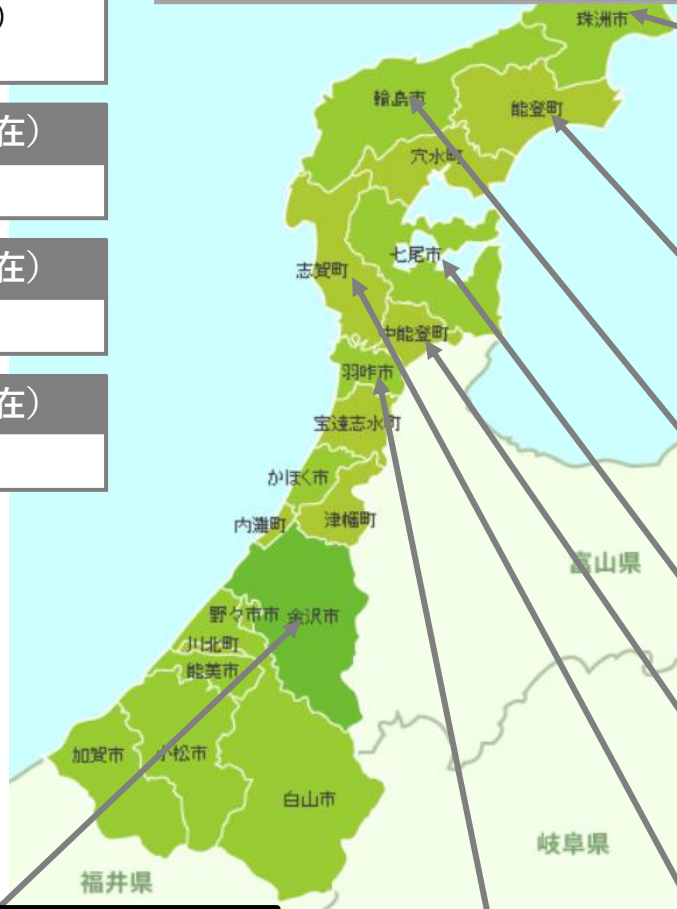 ）
在）
在）
在）
珠洲市
輪島市
能登町
穴水町
七尾市
志賀町
中能登町
羽咋市
宝達志水町
かほく市
内灘町
津幡町
富山県
野々市市
金沢市
川北町
能美市
加賀市
小松市
白山市
岐阜県
福井県